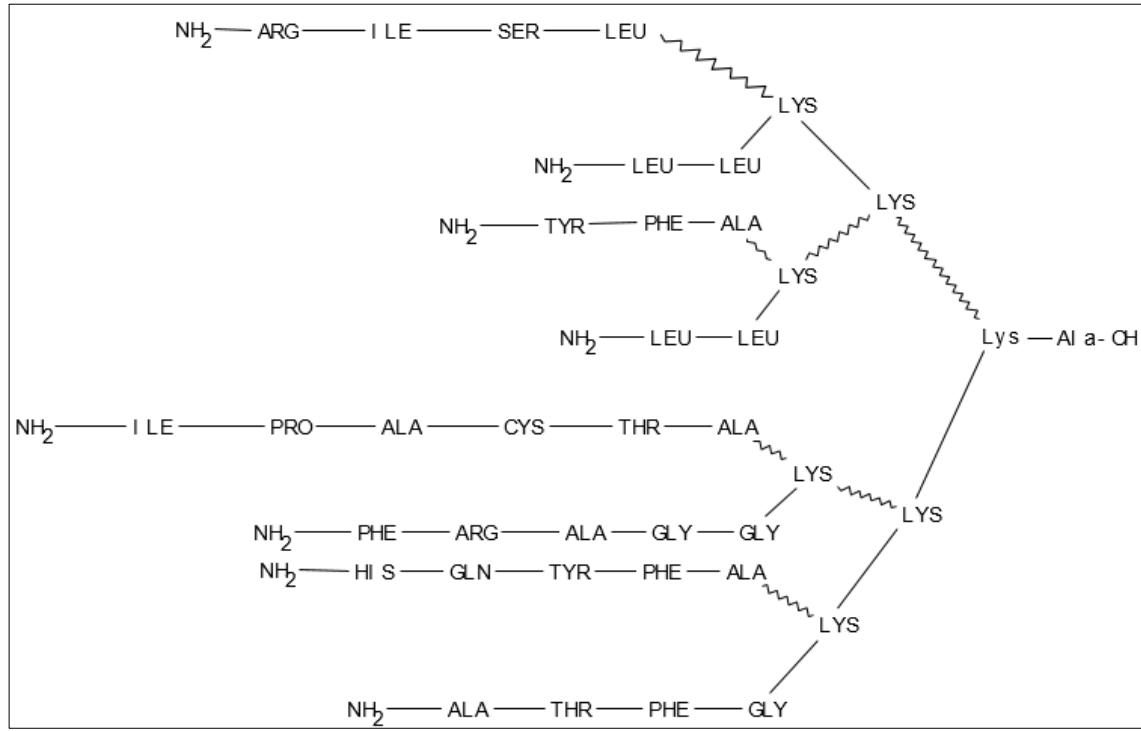 NH2 ARG ILE SER LEU
LYS
NH2 LEU LEU
LYS
NH2 TYR PHE ALA
LYS
NH2 LEU LEU
Lys Ala-OH
NH2 ILE PRO ALA CYS THR ALA
LYS
LYS
NH2 PHE ARG ALA GLY GLY
NH2 HIS GLN TYR PHE ALA
LYS
NH2 ALA THR PHE GLY